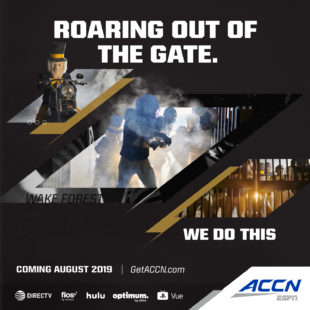 ROARING OUT OF
THE GATE.
WAKE FOREST
WE DO THIS
COMING AUGUST 2019 | GetACCN.com
ACCN
ESPN
DIRECTV fios hulu optimum. Vue